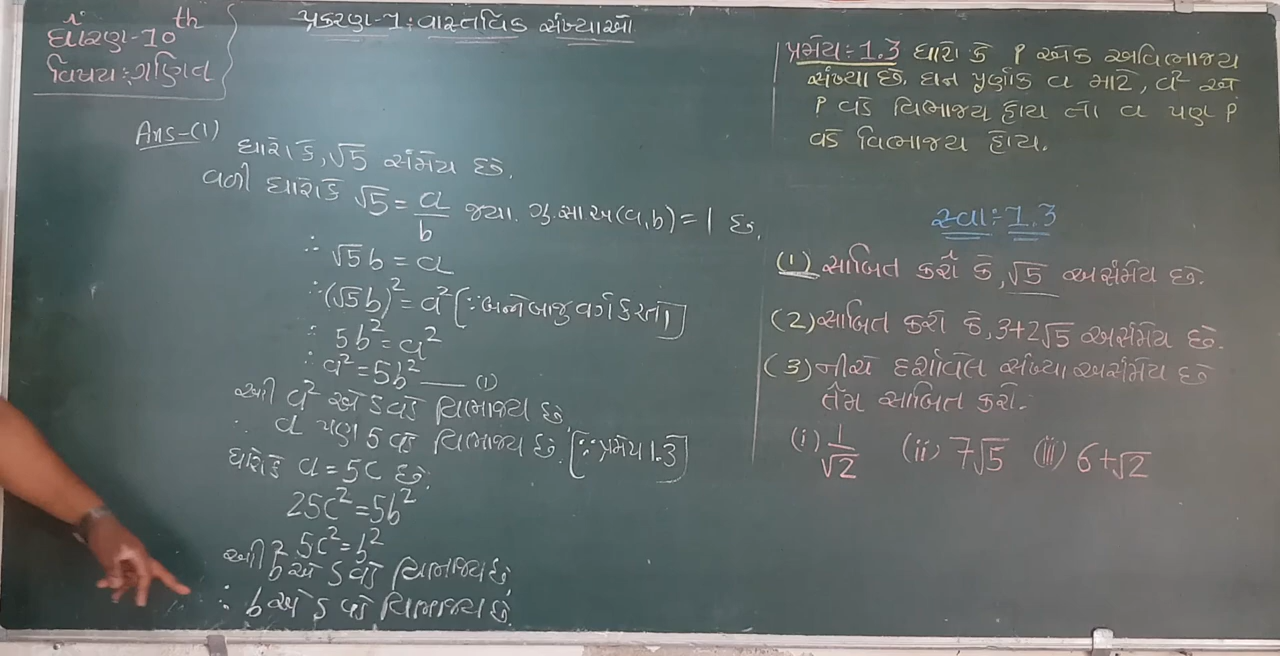 ધોરણ-10th
વિષય:ગણિત
પ્રકરણ-1:વાસ્તવિક સંખ્યાઓ
Ans-(1)
ધારો કે, √5 સંમેય છે.
વળી ધારોકે √5 = a/b જ્યાં ગુ.સા.અ(a,b) = 1 છે.
∴ √5b = a
∴ (√5b)² = a² [∵બન્ને બાજુ વર્ગ કરતા]
∴ 5b² = a²
∴ a² = 5b² —— (1)
આથી a² એ 5 વડે વિભાજ્ય છે.
∴ a પણ 5 વડે વિભાજ્ય છે. [∵પ્રમેય 1.3]
ધારોકે a = 5c છે.
25c² = 5b²
5c² = b²
આથી b² એ 5 વડે વિભાજ્ય છે.
∴ b એ 5 વડે વિભાજ્ય છે.
પ્રમેય:-1.3 ધારો કે P એક અવિભાજ્ય
સંખ્યા છે. ધન પૂર્ણાંક a માટે, a² એ
P વડે વિભાજ્ય હોય તો a પણ P
વડે વિભાજ્ય હોય.
સ્વા:-1.3
(1) સાબિત કરો કે, √5 અસંમેય છે.
(2) સાબિત કરો કે, 3+2√5 અસંમેય છે.
(3) નીચે દર્શાવેલ સંખ્યા અસંમેય છે
તેમ સાબિત કરો.
(i) 1/√2 (ii) 7√5 (iii) 6+√2